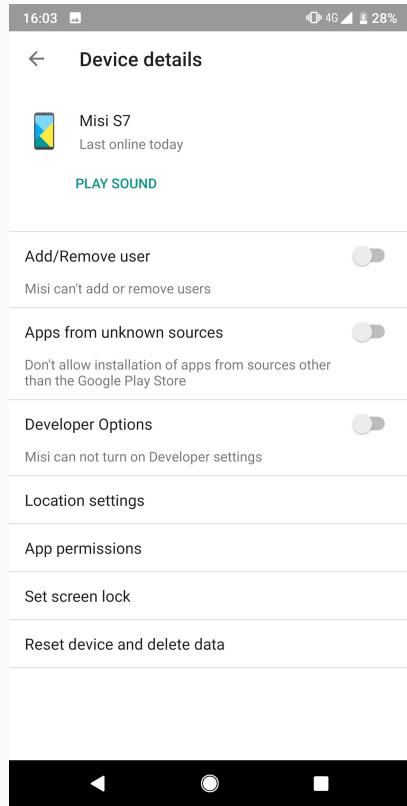 16:03 4G 28%
Device details
Misi S7
Last online today
PLAY SOUND
Add/Remove user
Misi can't add or remove users
Apps from unknown sources
Don't allow installation of apps from sources other
than the Google Play Store
Developer Options
Misi can not turn on Developer settings
Location settings
App permissions
Set screen lock
Reset device and delete data